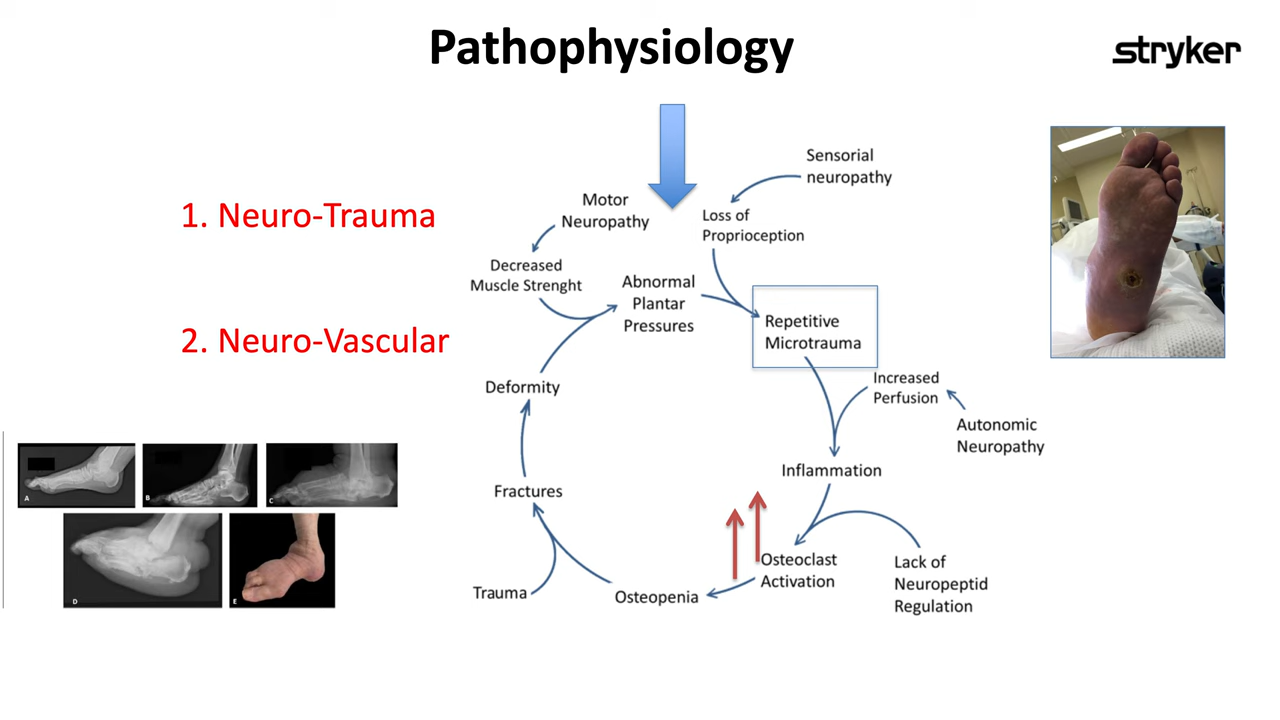 Pathophysiology
stryker
1. Neuro-Trauma
2. Neuro-Vascular
Sensorial
neuropathy
Motor
Neuropathy
Loss of
Proprioception
Decreased
Muscle Strenght
Abnormal
Plantar
Pressures
Repetitive
Microtrauma
Increased
Perfusion
Autonomic
Neuropathy
Deformity
Inflammation
Fractures
Osteoclast
Activation
Lack of
Neuropeptid
Regulation
Trauma
Osteopenia
A
B
C
D
E